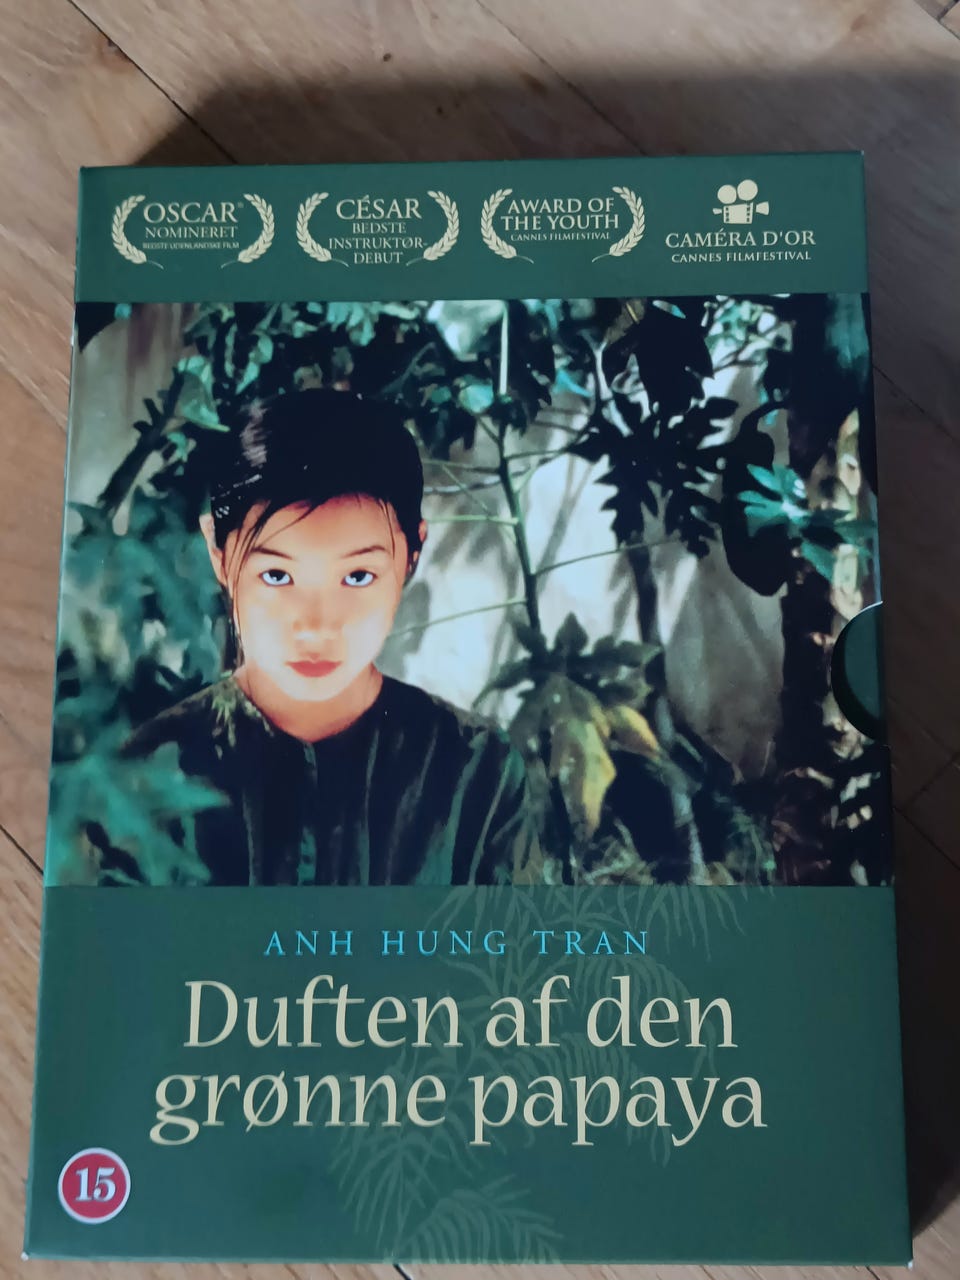 OSCAR®
NOMINERET
BEDSTE UDENLANDSKE FILM
CÉSAR
BEDSTE
INSTRUKTØR-
DEBUT
AWARD OF
THE YOUTH
CANNES FILMFESTIVAL
CAMÉRA D'OR
CANNES FILMFESTIVAL
ANH HUNG TRAN
Duften af den
grønne papaya
15